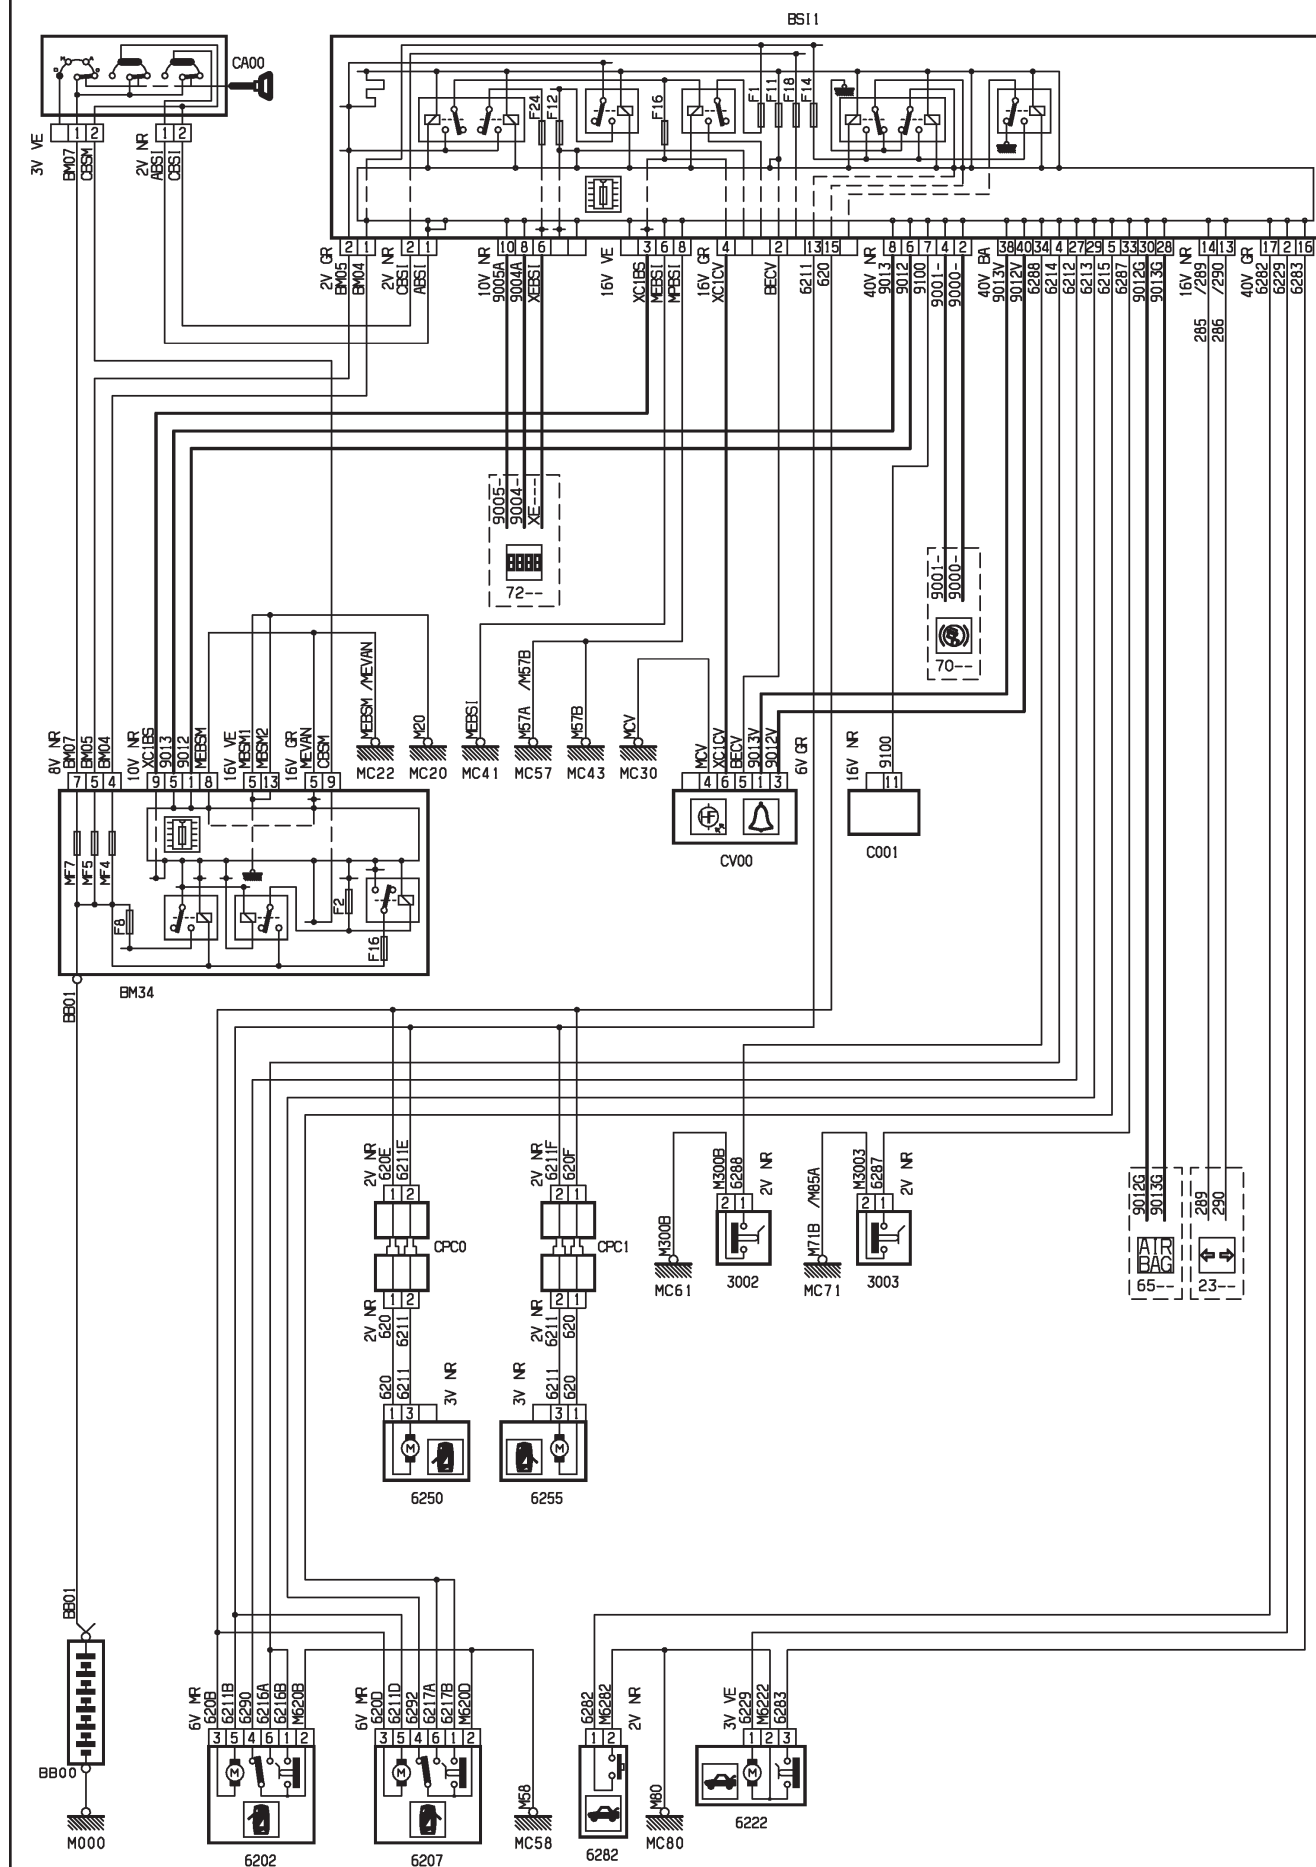 BSI1
CA00
3V VE
BM07
CBSM
1 2
2V NR
ABSI
CBSI
1 2
F24
F12
F16
F1
F11
F18
F14
2 1
2V GR
BM05
BM04
2 1
2V NR
CBSI
ABSI
10 8 6
10V NR
9005A
9004A
XEBSI
3 6 8
16V VE
XC1BS
MEBSI
MPBSI
4 2 13 15
16V GR
XC1CV
BECV
6211
620
8 6 7 4 2
40V NR
9013
9012
9100
9001-
9000-
38 40 34 4 27 29 5 33 30 28
40V BA
9013V
9012V
6288
6214
6212
6213
6215
6287
9012G
9013G
14 13
16V NR
/289
/290
285
286
17 2 16
40V GR
6282
6229
6283
9005-
9004-
XE----
72--
9001-
9000-
70--
8V NR
BM07
BM05
BM04
7 5 4
10V NR
XC1BS
9013
9012
MEBSM
9 5 1 8
16V VE
MBSM1
MBSM2
5 13
16V GR
MEVAN
CBSM
5 9
MEBSM /MEVAN
MC22
M20
MC20
MEBSI
MC41
M57A /M57B
MC57
M57B
MC43
MCV
MC30
MCV
XC1CV
BECV
9013V
9012V
6V GR
4 6 5 1 3
HF
CV00
16V NR
9100
11
C001
MF7
MF5
MF4
F8
F2
F16
BM34
BB01
2V NR
620E
6211E
1 2
CPC0
1 2
2V NR
620
6211
620
6211
3V NR
1 3
M
6250
2V NR
6211F
620F
2 1
CPC1
2 1
2V NR
6211
620
3V NR
6211
620
3 1
M
6255
M300B
MC61
M300B
6288
2V NR
2 1
3002
M71B /M85A
MC71
M3003
6287
2V NR
2 1
3003
9012G
9013G
AIR
BAG
65--
289
290
23--
BB01
BB00
M000
6V MR
620B
6211B
6290
6216A
6216B
M620B
3 5 4 6 1 2
M
6202
6V MR
620D
6211D
6292
6217A
6217B
M620D
3 5 4 6 1 2
M
6207
M58
MC58
6282
M6282
2V NR
1 2
6282
M80
MC80
3V VE
6229
M6222
6283
1 2 3
M
6222